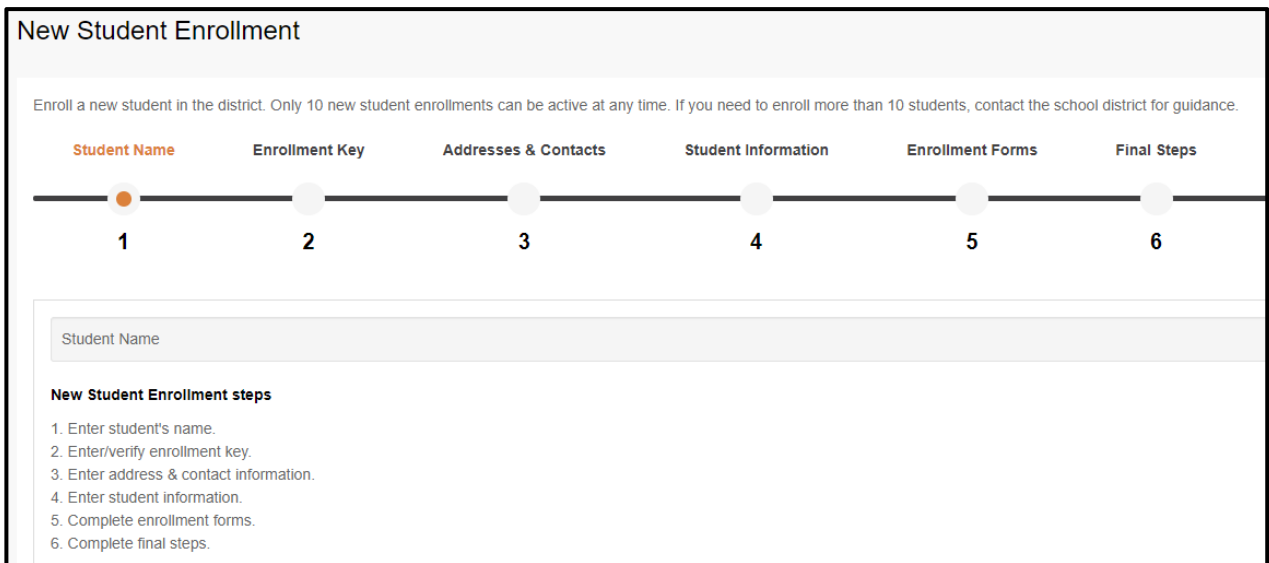 New Student Enrollment
Enroll a new student in the district. Only 10 new student enrollments can be active at any time. If you need to enroll more than 10 students, contact the school district for guidance.
Student Name Enrollment Key Addresses & Contacts Student Information Enrollment Forms Final Steps
1 2 3 4 5 6
Student Name
New Student Enrollment steps
1. Enter student's name.
2. Enter/verify enrollment key.
3. Enter address & contact information.
4. Enter student information.
5. Complete enrollment forms.
6. Complete final steps.